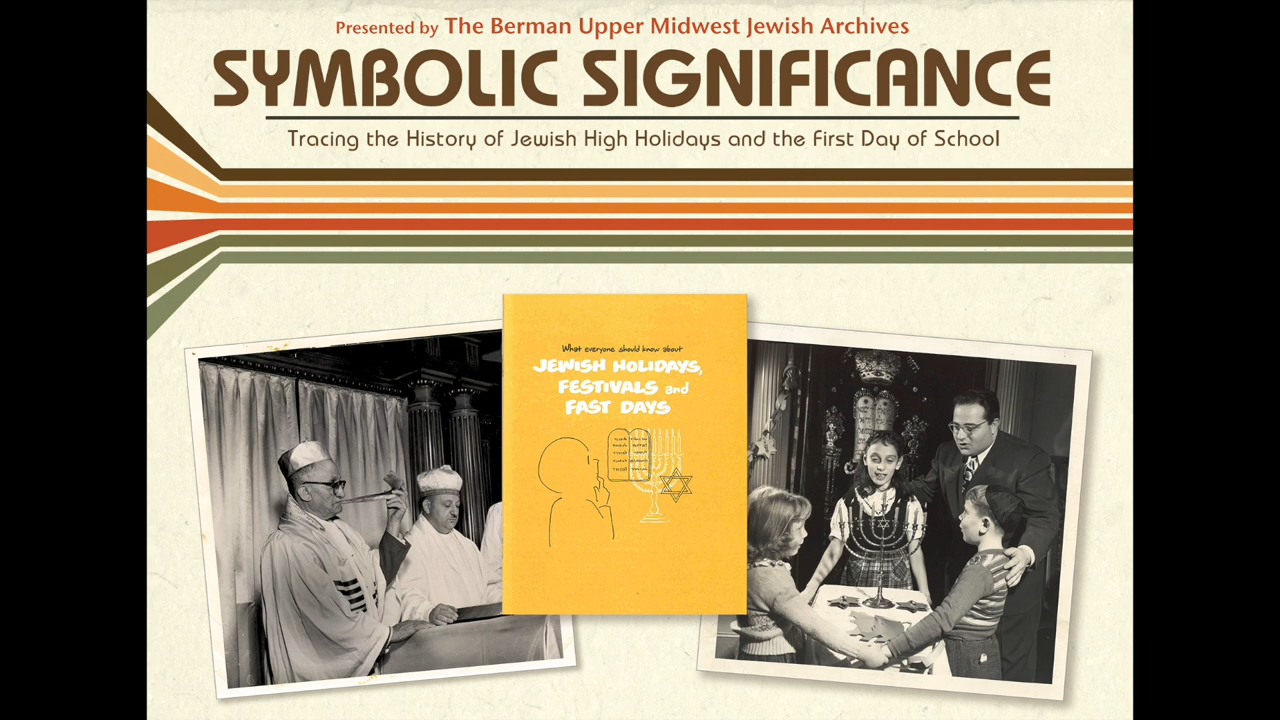 Presented by The Berman Upper Midwest Jewish Archives
SYMBOLIC SIGNIFICANCE
Tracing the History of Jewish High Holidays and the First Day of School
What everyone should know about
JEWISH HOLIDAYS,
FESTIVALS and
FAST DAYS